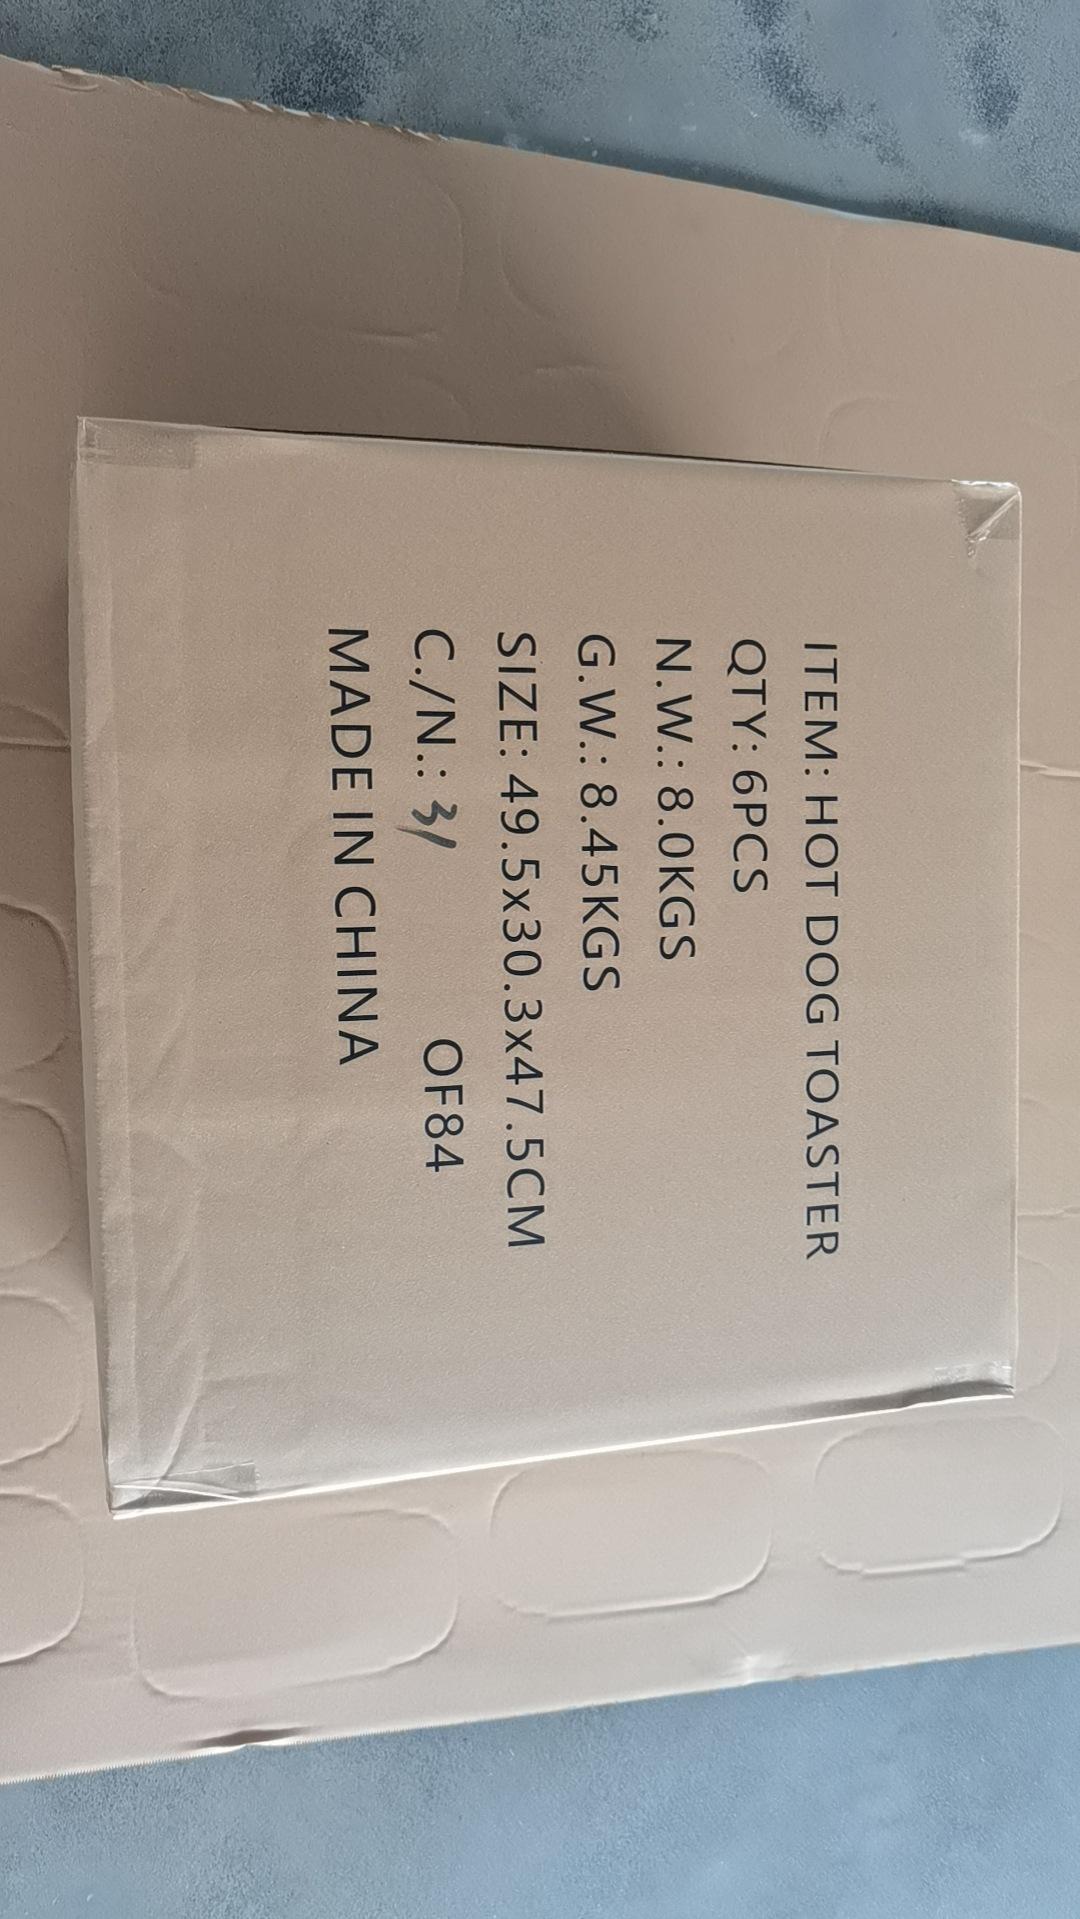 ITEM: HOT DOG TOASTER
QTY: 6PCS
N.W.: 8.0KGS
G.W.: 8.45KGS
SIZE: 49.5x30.3x47.5CM
C./N.: 31 OF84
MADE IN CHINA